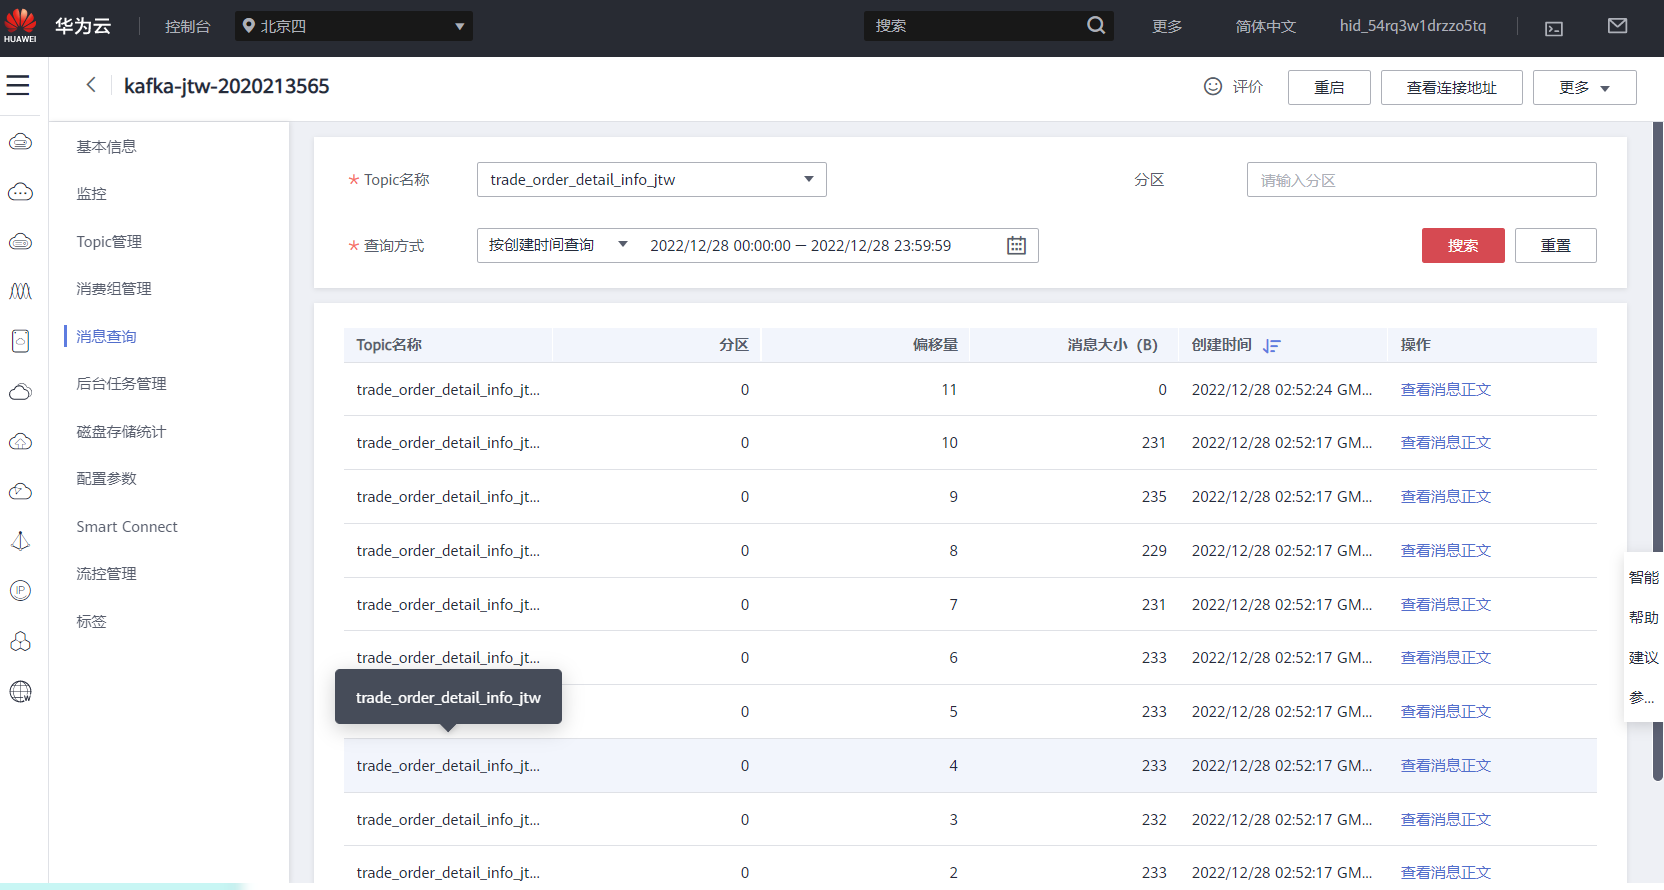 HUAWEI
华为云
控制台
北京四
搜索
更多
简体中文
hid_54rq3w1drzzo5tq
kafka-jtw-2020213565
评价
重启
查看连接地址
更多
基本信息
监控
Topic管理
消费组管理
消息查询
后台任务管理
磁盘存储统计
配置参数
Smart Connect
流控管理
标签
IP
W
* Topic名称
trade_order_detail_info_jtw
分区
请输入分区
* 查询方式
按创建时间查询
2022/12/28 00:00:00 — 2022/12/28 23:59:59
搜索
重置
Topic名称 分区 偏移量 消息大小（B） 创建时间 操作
trade_order_detail_info_jt... 0 11 0 2022/12/28 02:52:24 GM... 查看消息正文
trade_order_detail_info_jt... 0 10 231 2022/12/28 02:52:17 GM... 查看消息正文
trade_order_detail_info_jt... 0 9 235 2022/12/28 02:52:17 GM... 查看消息正文
trade_order_detail_info_jt... 0 8 229 2022/12/28 02:52:17 GM... 查看消息正文
trade_order_detail_info_jt... 0 7 231 2022/12/28 02:52:17 GM... 查看消息正文
trade_order_detail_info_jt... 0 6 233 2022/12/28 02:52:17 GM... 查看消息正文
trade_order_detail_info_jtw
0 5 233 2022/12/28 02:52:17 GM... 查看消息正文
trade_order_detail_info_jt... 0 4 233 2022/12/28 02:52:17 GM... 查看消息正文
trade_order_detail_info_jt... 0 3 232 2022/12/28 02:52:17 GM... 查看消息正文
trade_order_detail_info_jt... 0 2 233 2022/12/28 02:52:17 GM... 查看消息正文
智能
帮助
建议
参...